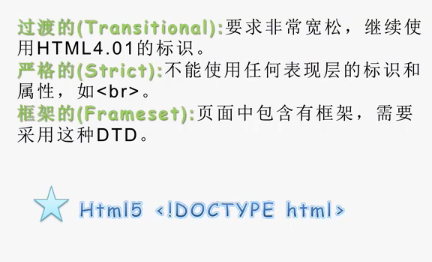 过渡的(Transitional):要求非常宽松，继续使
用HTML4.01的标识。
严格的(Strict):不能使用任何表现层的标识和
属性，如<br>。
框架的(Frameset):页面中包含有框架，需要
采用这种DTD。
Html5 <!DOCTYPE html>